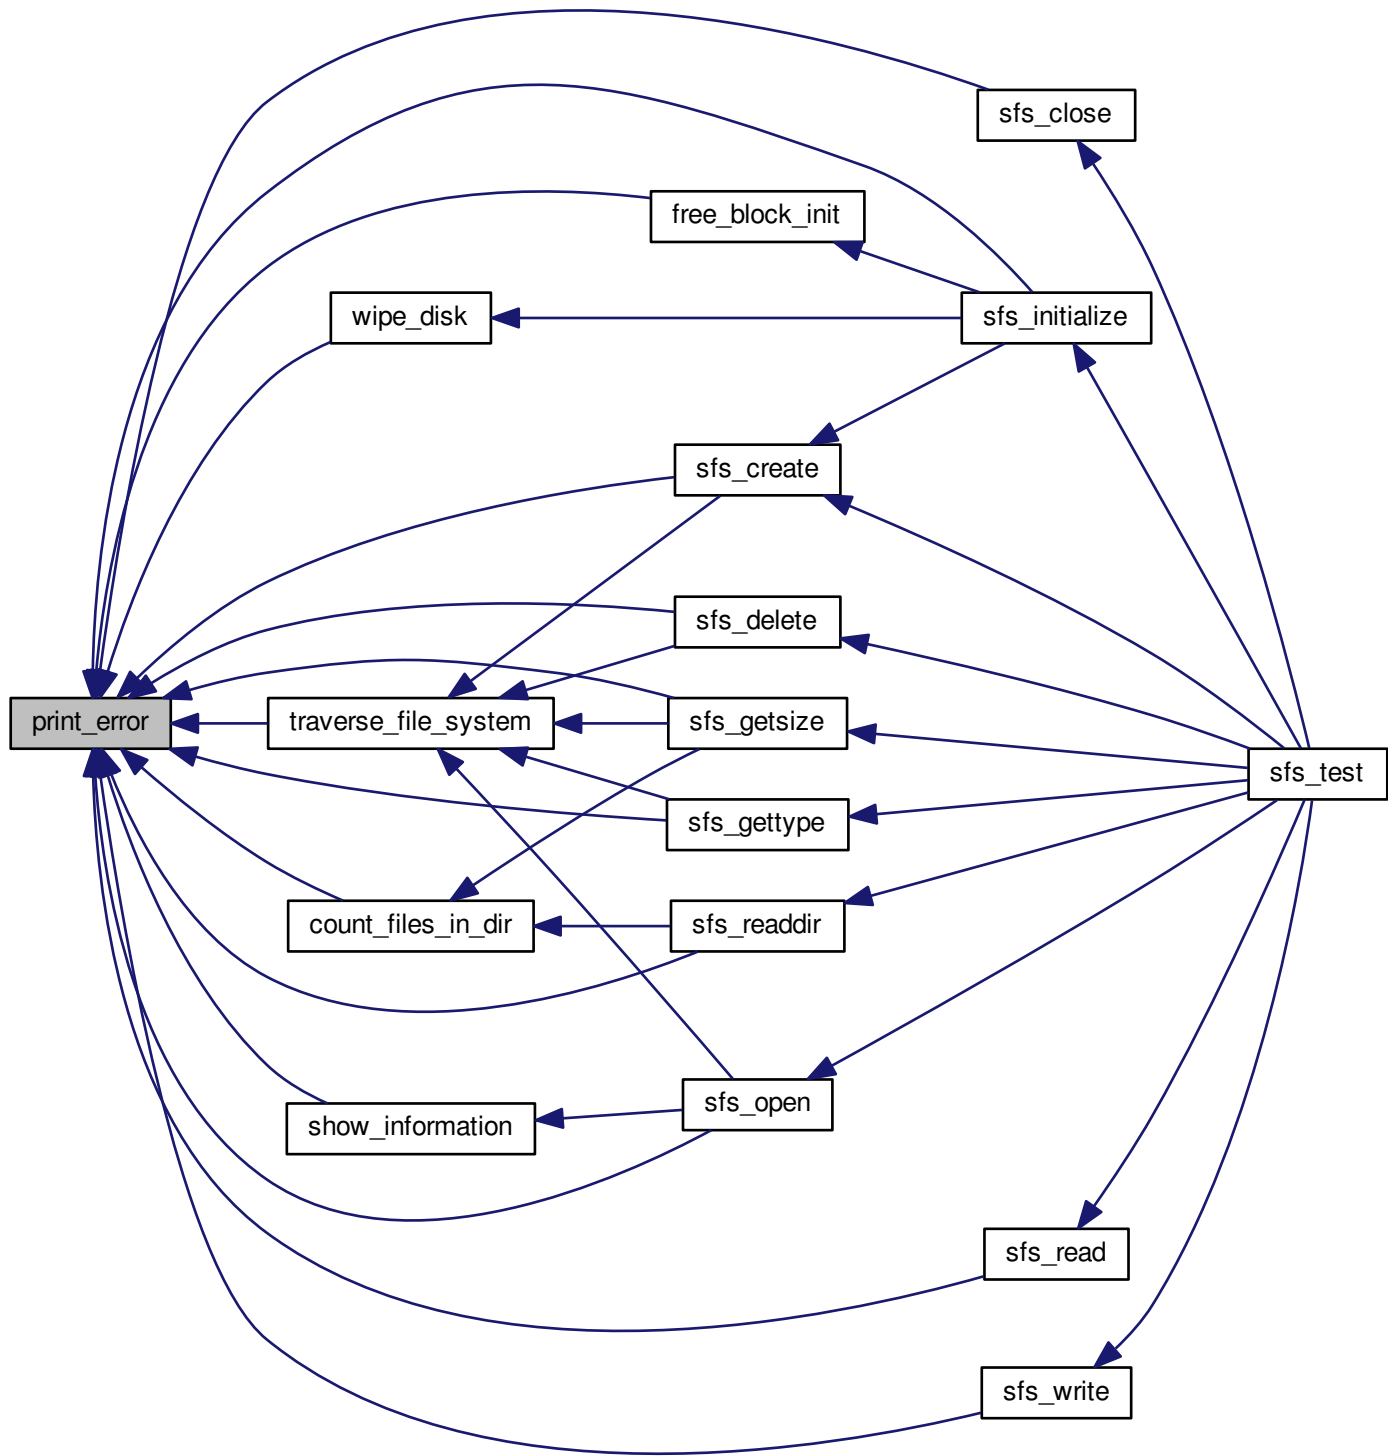 sfs_close
free_block_init
wipe_disk
sfs_initialize
sfs_create
sfs_delete
print_error
traverse_file_system
sfs_getsize
sfs_test
sfs_gettype
count_files_in_dir
sfs_readdir
sfs_open
show_information
sfs_read
sfs_write